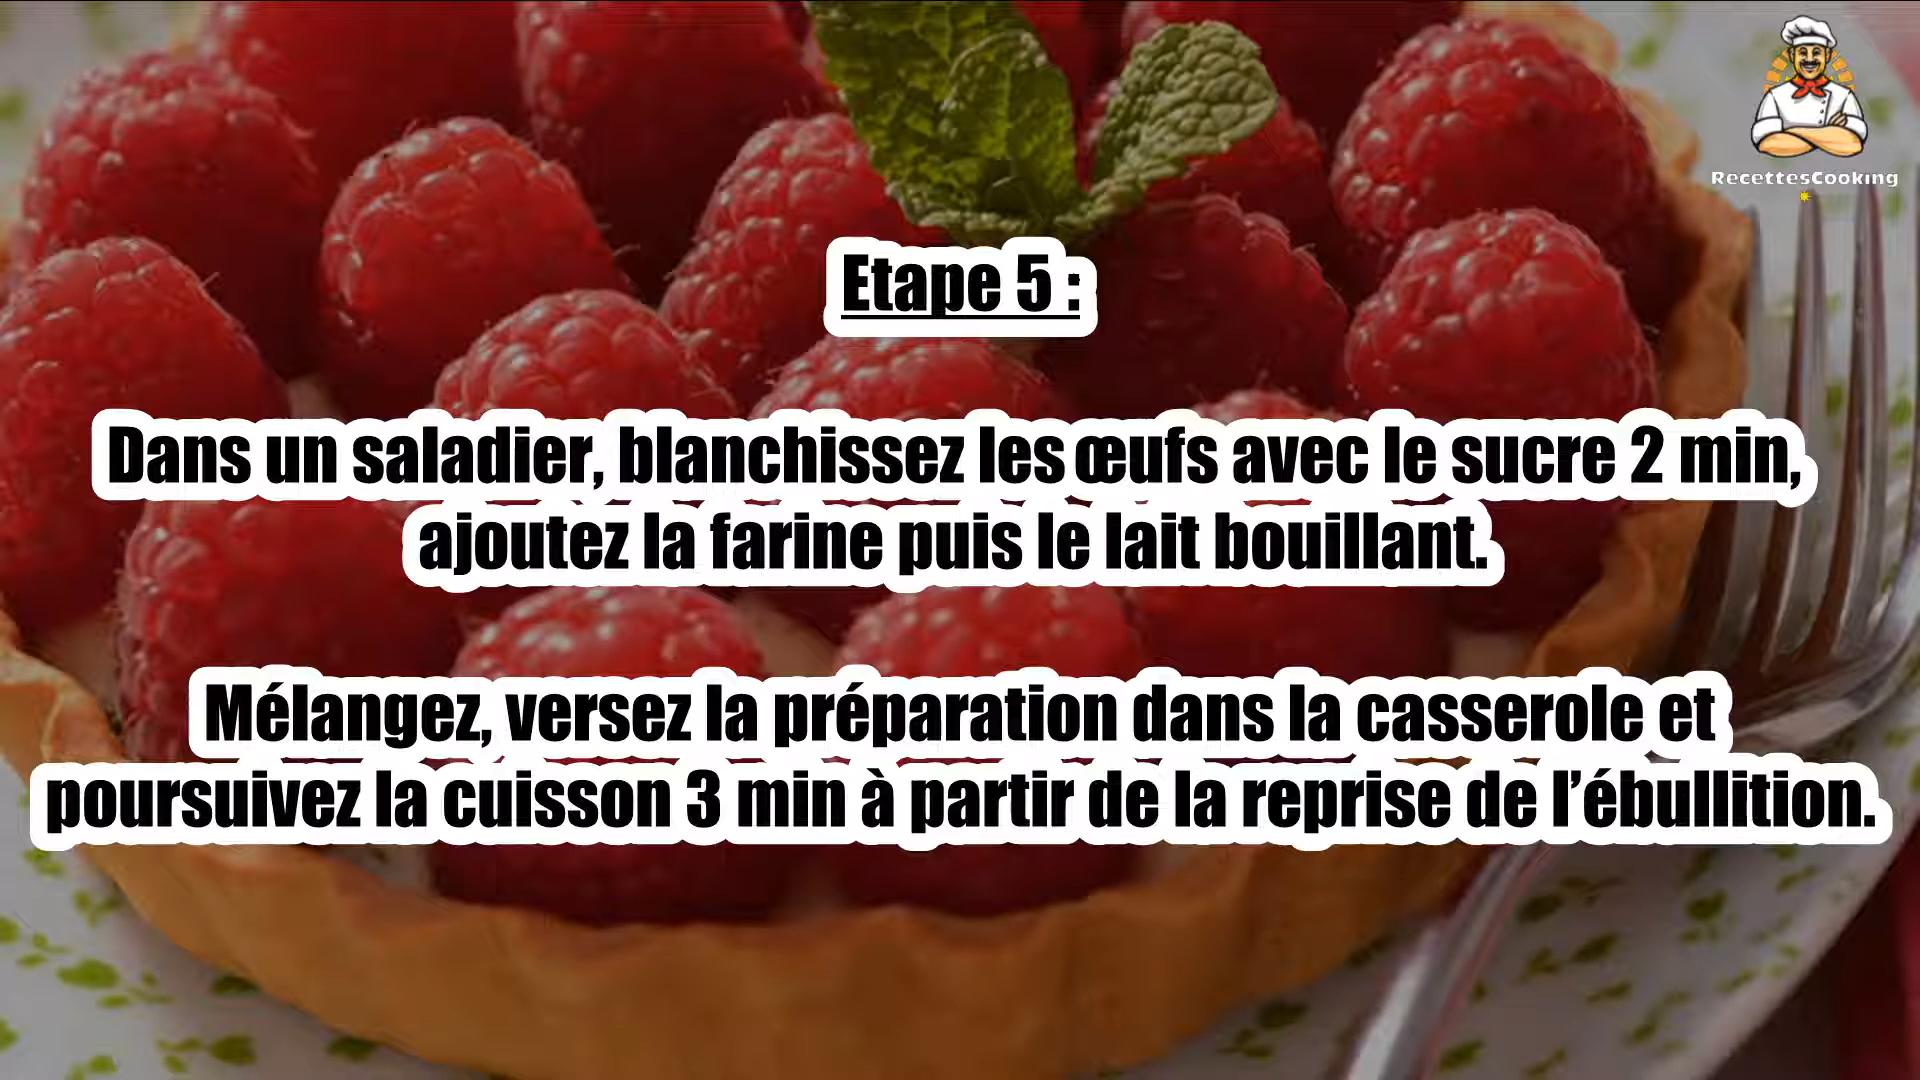 RecettesCooking
Etape 5 :
Dans un saladier, blanchissez les œufs avec le sucre 2 min,
ajoutez la farine puis le lait bouillant.
Mélangez, versez la préparation dans la casserole et
poursuivez la cuisson 3 min à partir de la reprise de l’ébullition.